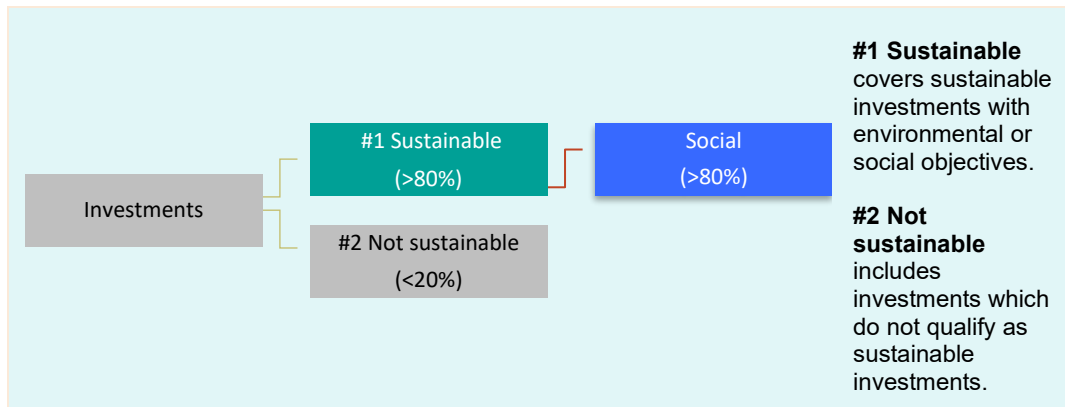 Investments
#1 Sustainable
(>80%)
#2 Not sustainable
(<20%)
Social
(>80%)
#1 Sustainable
covers sustainable
investments with
environmental or
social objectives.
#2 Not
sustainable
includes
investments which
do not qualify as
sustainable
investments.